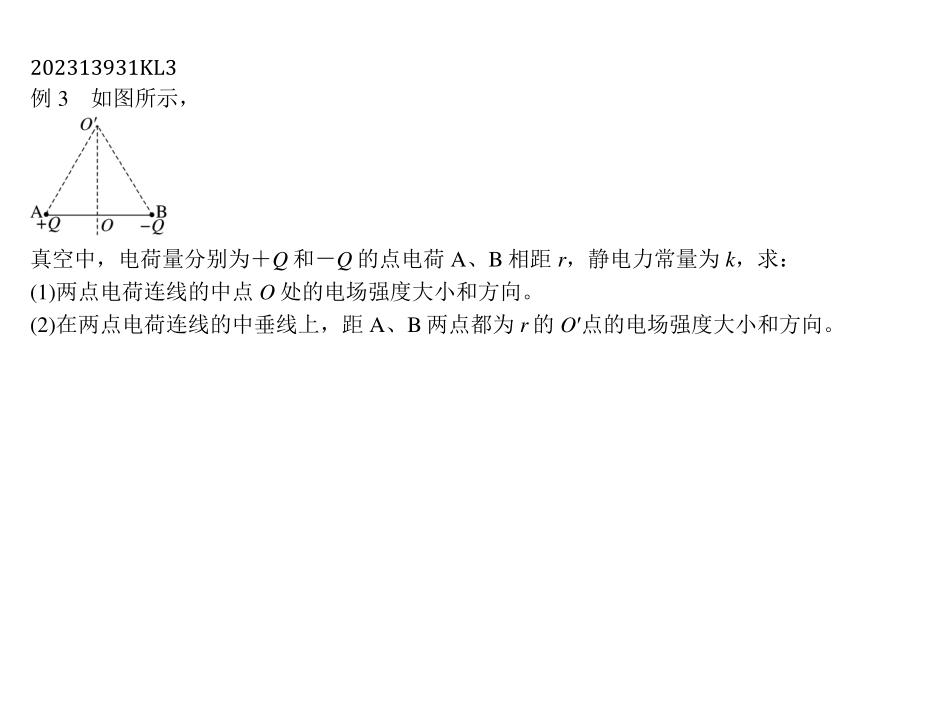 202313931KL3
例 3　如图所示，
O′
A B
+Q O −Q
真空中，电荷量分别为＋Q 和－Q 的点电荷 A、B 相距 r，静电力常量为 k，求：
(1)两点电荷连线的中点 O 处的电场强度大小和方向。
(2)在两点电荷连线的中垂线上，距 A、B 两点都为 r 的 O′点的电场强度大小和方向。